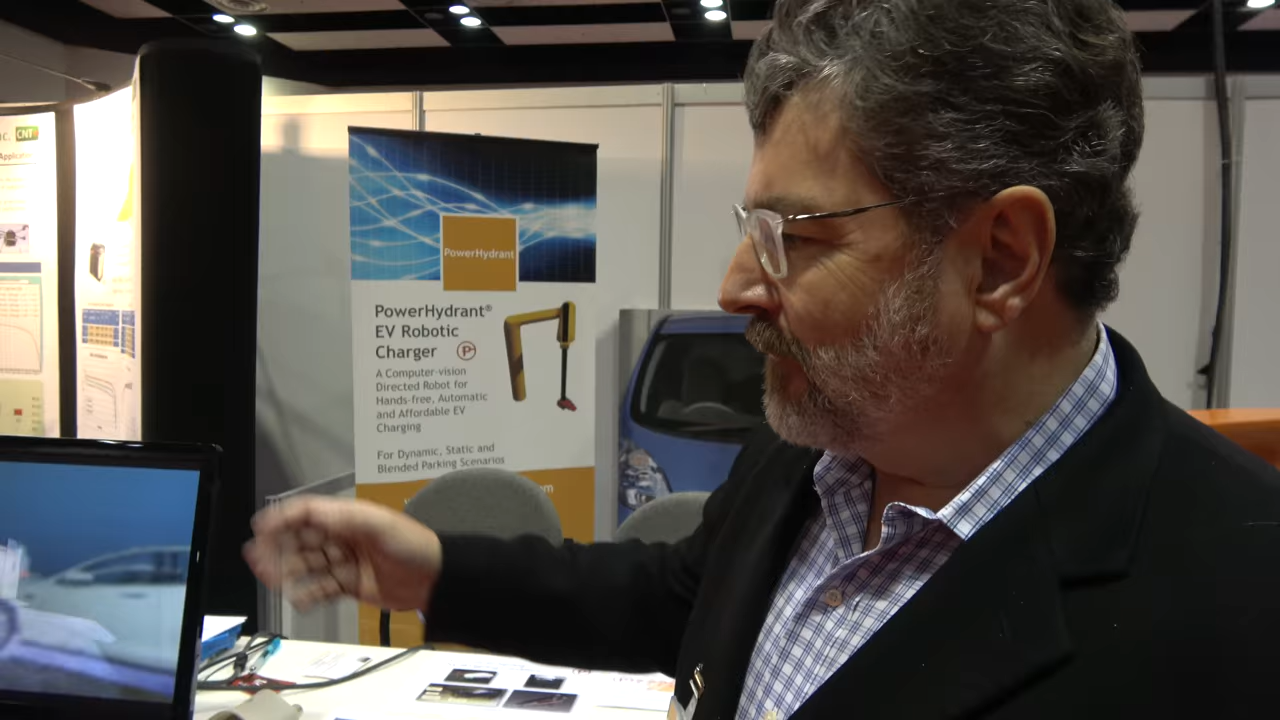 CNT
PowerHydrant
PowerHydrant®
EV Robotic
Charger P
A Computer-vision
Directed Robot for
Hands-free, Automatic
and Affordable EV
Charging
For Dynamic, Static and
Blended Parking Scenarios